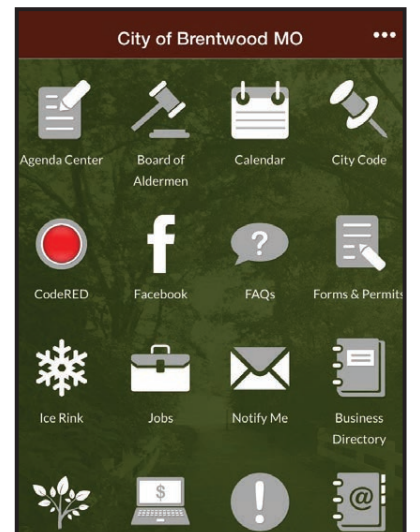 City of Brentwood MO
Agenda Center
Board of
Aldermen
Calendar
City Code
CodeRED
Facebook
FAQs
Forms & Permits
Ice Rink
Jobs
Notify Me
Business
Directory